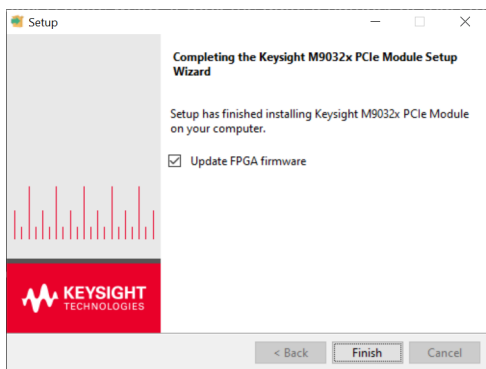 Setup
Completing the Keysight M9032x PCIe Module Setup
Wizard
Setup has finished installing Keysight M9032x PCIe Module
on your computer.
Update FPGA firmware
KEYSIGHT
TECHNOLOGIES
< Back
Finish
Cancel